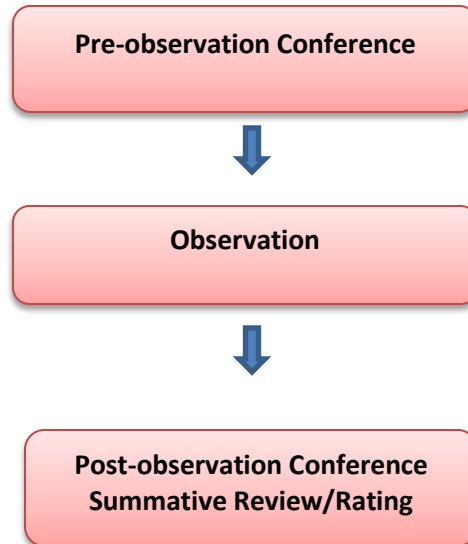 Pre-observation Conference
Observation
Post-observation Conference
Summative Review/Rating